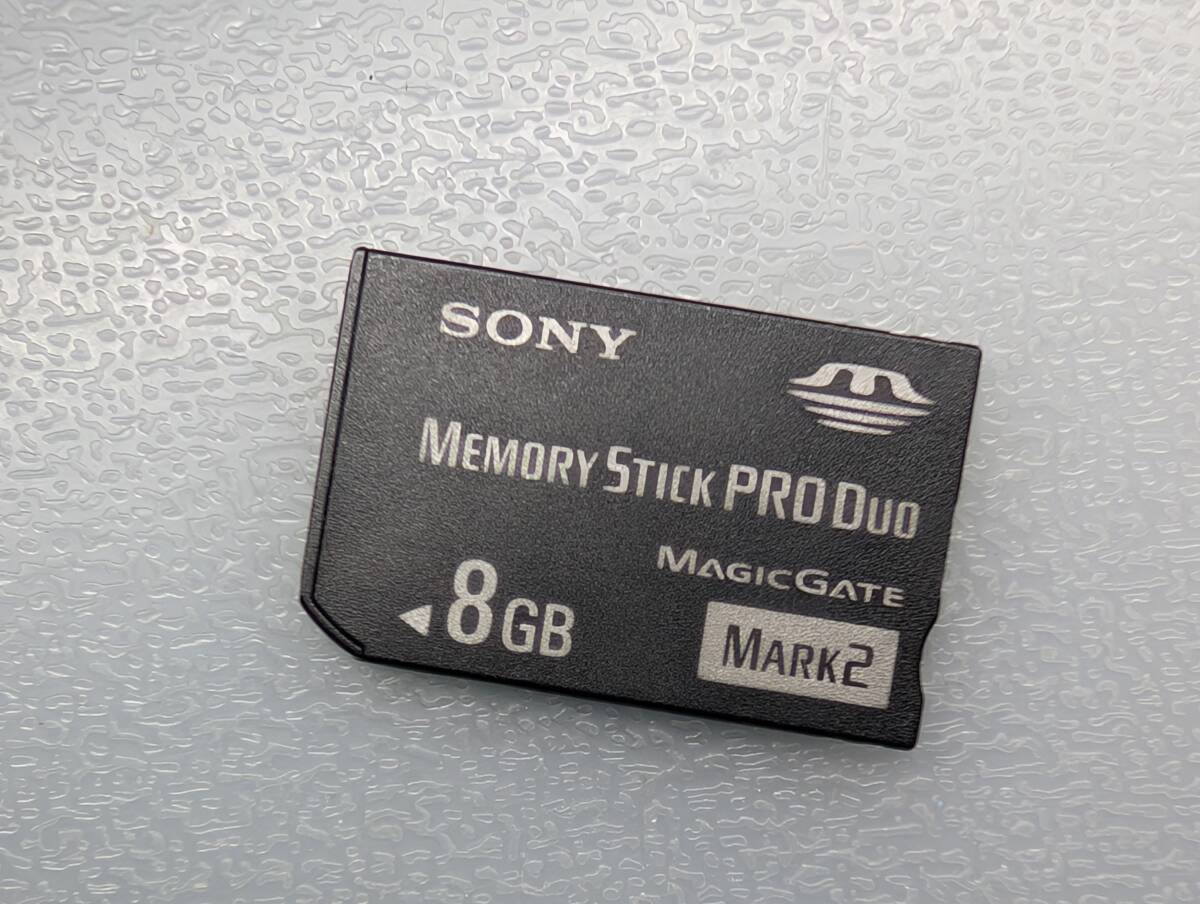 SONY
MEMORY STICK PRO DUO
MAGICGATE
8GB
MARK2